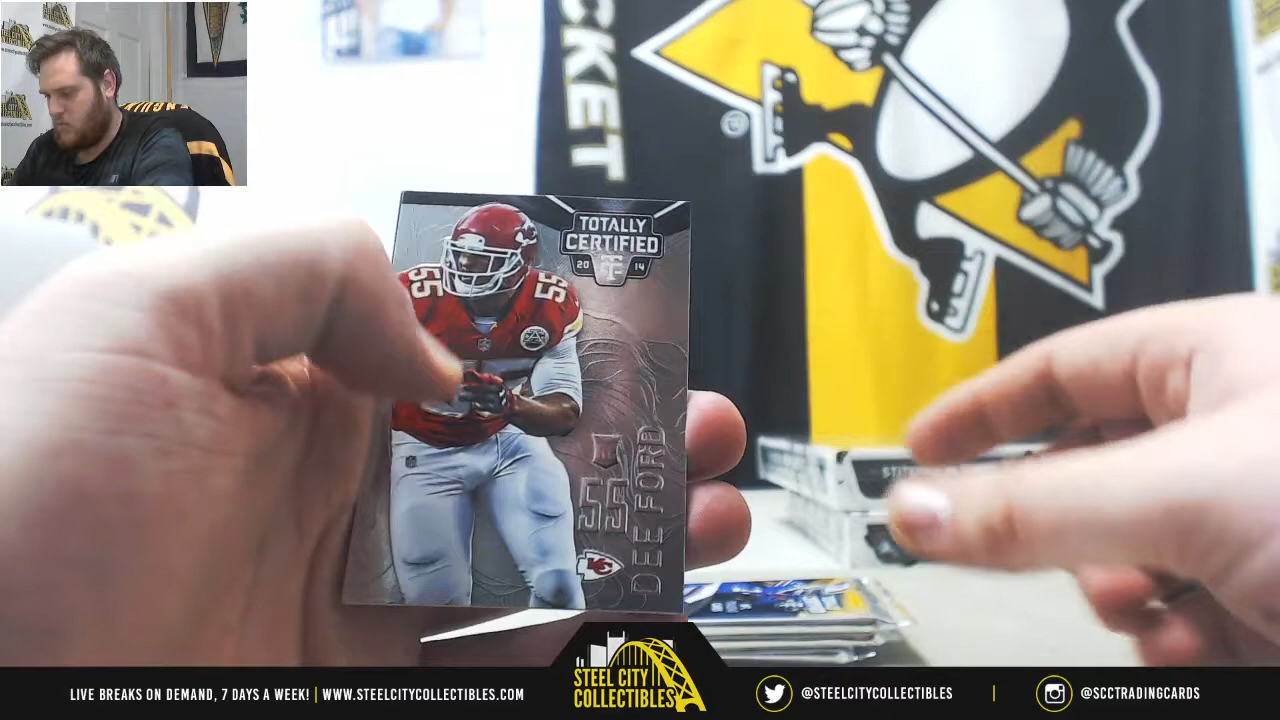 CKET
®
TOTALLY
CERTIFIED
20 14
55 55
55
DEE FORD
STEEL CITY
COLLECTIBLES
LIVE BREAKS ON DEMAND, 7 DAYS A WEEK! | WWW.STEELCITYCOLLECTIBLES.COM
@STEELCITYCOLLECTIBLES | @SCCTRADINGCARDS